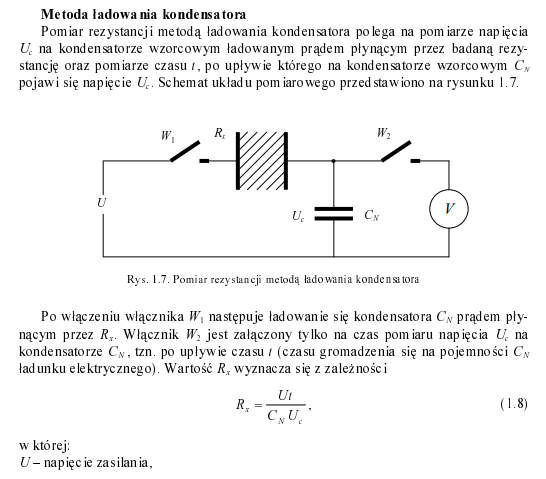 Metoda ładowania kondensatora
Pomiar rezystancji metodą ładowania kondensatora polega na pomiarze napięcia
U_c na kondensatorze wzorcowym ładowanym prądem płynącym przez badaną rezy-
stancję oraz pomiarze czasu t, po upływie którego na kondensatorze wzorcowym C_N
pojawi się napięcie U_c. Schemat układu pomiarowego przedstawiono na rysunku 1.7.
W_1 R_x W_2
U U_c C_N V
Rys. 1.7. Pomiar rezystancji metodą ładowania kondensatora
Po włączeniu włącznika W_1 następuje ładowanie się kondensatora C_N prądem pły-
nącym przez R_x. Włącznik W_2 jest załączony tylko na czas pomiaru napięcia U_c na
kondensatorze C_N, tzn. po upływie czasu t (czasu gromadzenia się na pojemności C_N
ładunku elektrycznego). Wartość R_x wyznacza się z zależności
R_x = Ut / C_N U_c , (1.8)
w której:
U – napięcie zasilania,